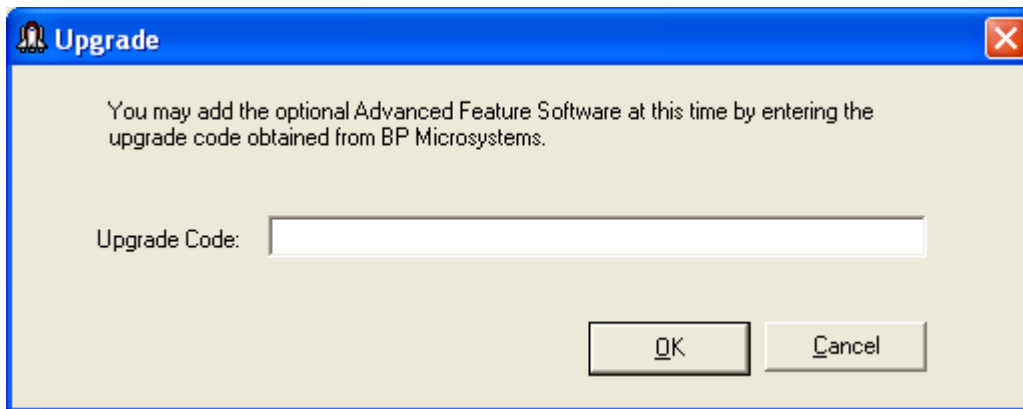 Upgrade
You may add the optional Advanced Feature Software at this time by entering the
upgrade code obtained from BP Microsystems.
Upgrade Code:
OK
Cancel